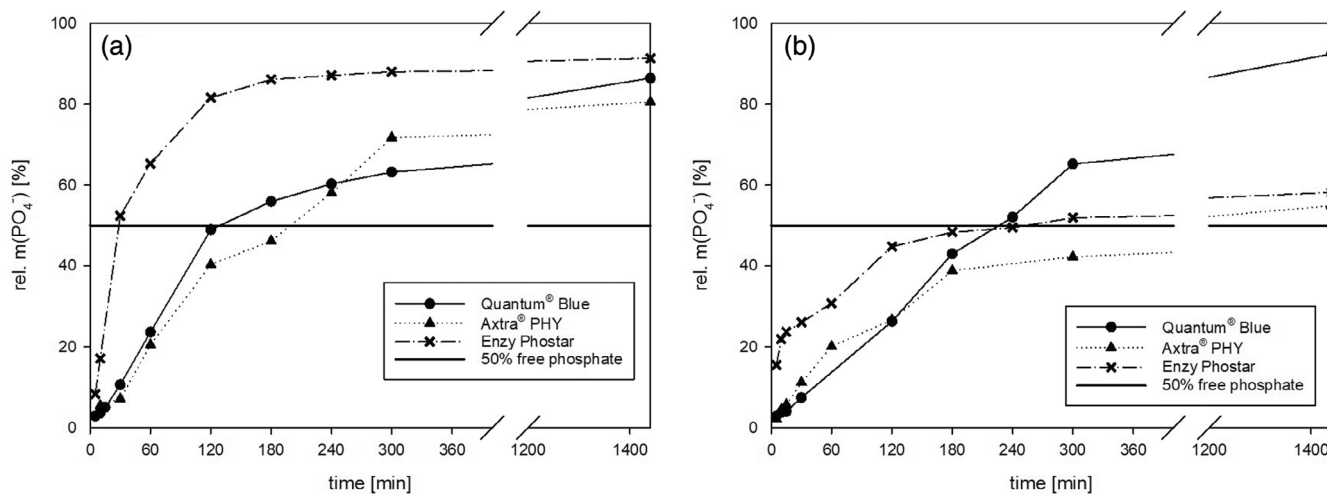 (a)
rel. m(PO₄⁻) [%]
100
80
60
40
20
0
Quantum® Blue
Axtra® PHY
Enzy Phostar
50% free phosphate
0 60 120 180 240 300 360 1200 1400
time [min]
(b)
rel. m(PO₄⁻) [%]
100
80
60
40
20
0
Quantum® Blue
Axtra® PHY
Enzy Phostar
50% free phosphate
0 60 120 180 240 300 360 1200 1400
time [min]